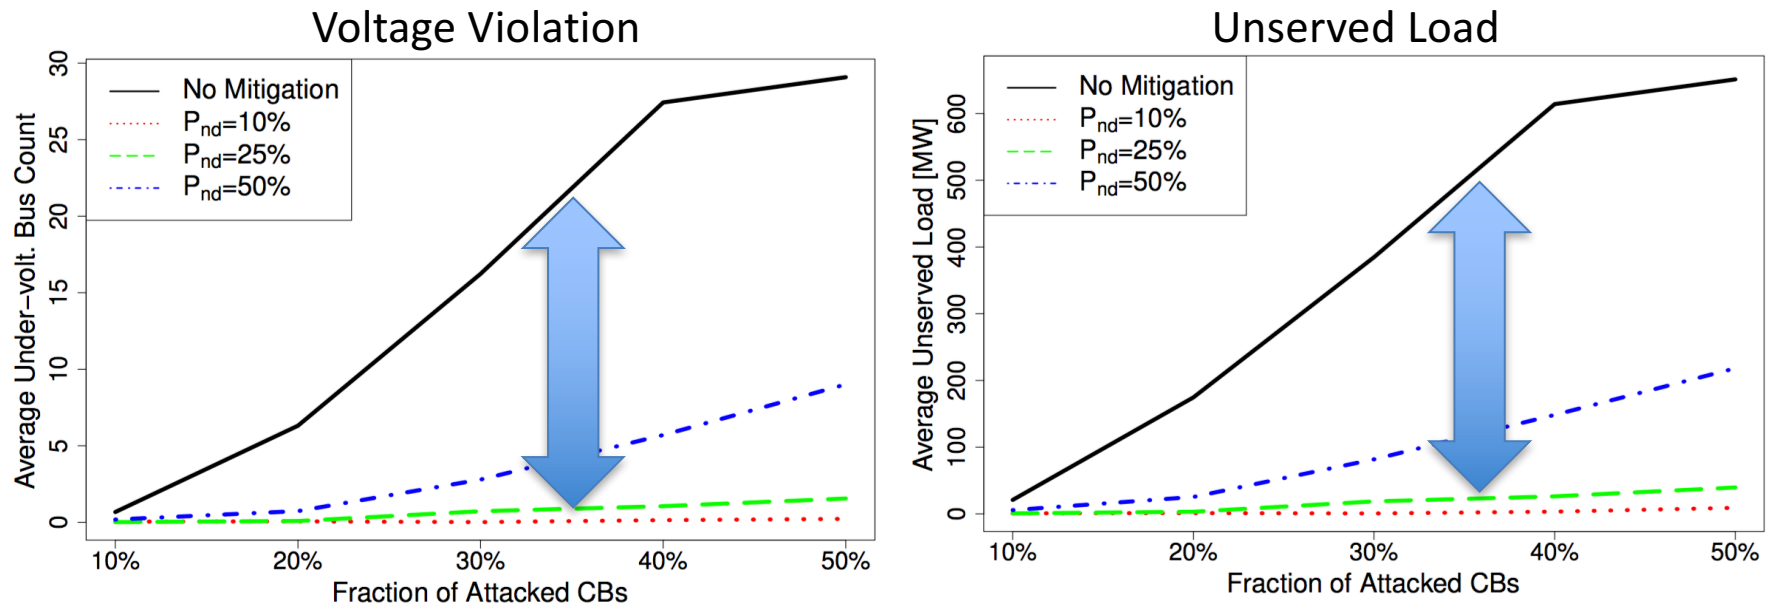 Voltage Violation
No Mitigation
Pnd=10%
Pnd=25%
Pnd=50%
Average Under-volt. Bus Count
0
5
10
15
20
25
30
10%
20%
30%
40%
50%
Fraction of Attacked CBs
Unserved Load
No Mitigation
Pnd=10%
Pnd=25%
Pnd=50%
Average Unserved Load [MW]
0
100
200
300
400
500
600
10%
20%
30%
40%
50%
Fraction of Attacked CBs